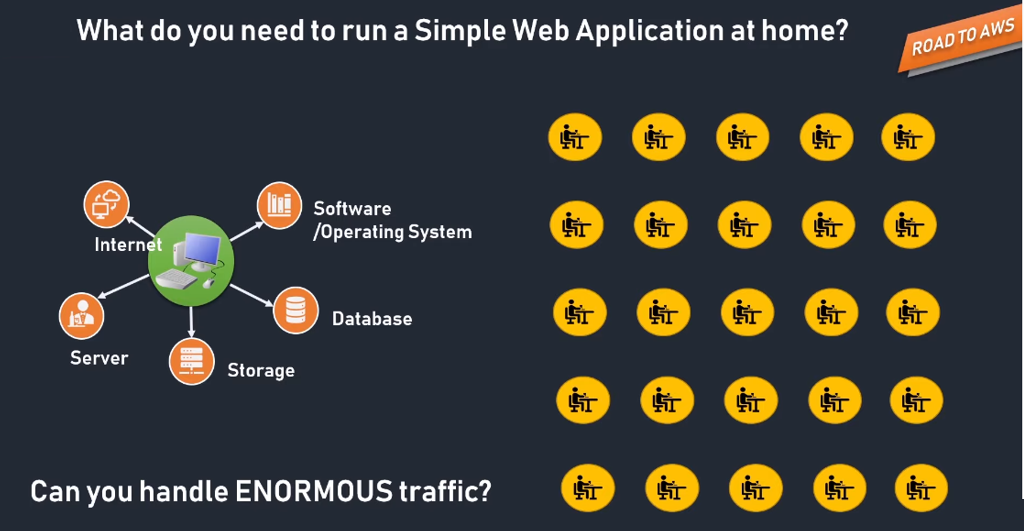 What do you need to run a Simple Web Application at home?
ROAD TO AWS
Internet
Software
/Operating System
Server
Storage
Database
Can you handle ENORMOUS traffic?